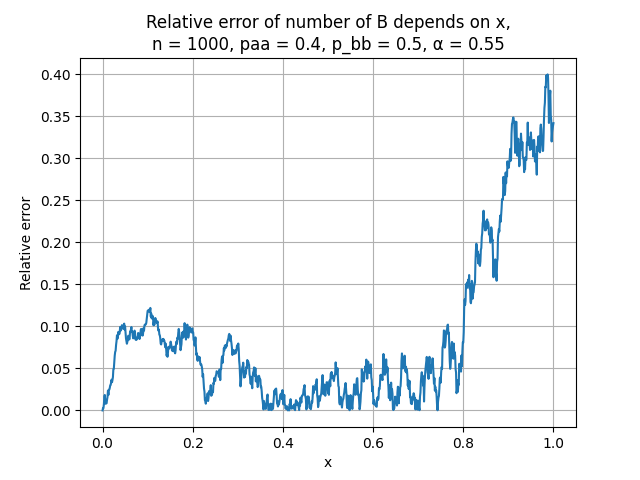 Relative error of number of B depends on x,
n = 1000, paa = 0.4, p_bb = 0.5, α = 0.55
0.40
0.35
0.30
0.25
0.20
0.15
0.10
0.05
0.00
Relative error
0.0 0.2 0.4 0.6 0.8 1.0
x